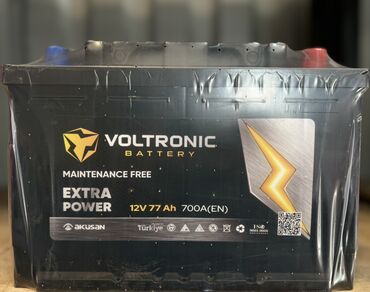 VOLTRONIC
BATTERY
MAINTENANCE FREE
EXTRA
POWER
12V 77 Ah 700A(EN)
akusan
Türkiye